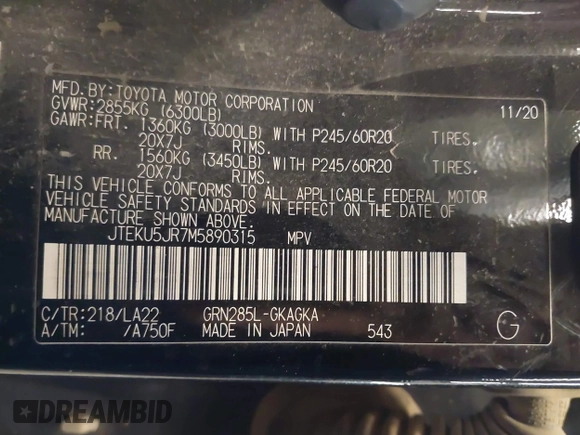 MFD.BY:TOYOTA MOTOR CORPORATION 11/20
GVWR:2855KG (6300LB)
GAWR:FRT. 1360KG (3000LB) WITH P245/60R20 TIRES.
20X7J RIMS.
RR. 1560KG (3450LB) WITH P245/60R20 TIRES.
20X7J RIMS.
THIS VEHICLE CONFORMS TO ALL APPLICABLE FEDERAL MOTOR
VEHICLE SAFETY STANDARDS IN EFFECT ON THE DATE OF
MANUFACTURE SHOWN ABOVE.
JTEKU5JR7M5890315 MPV
C/TR:218/LA22 GRN285L-GKAGKA
A/TM: /A750F MADE IN JAPAN 543 G
DREAMBID